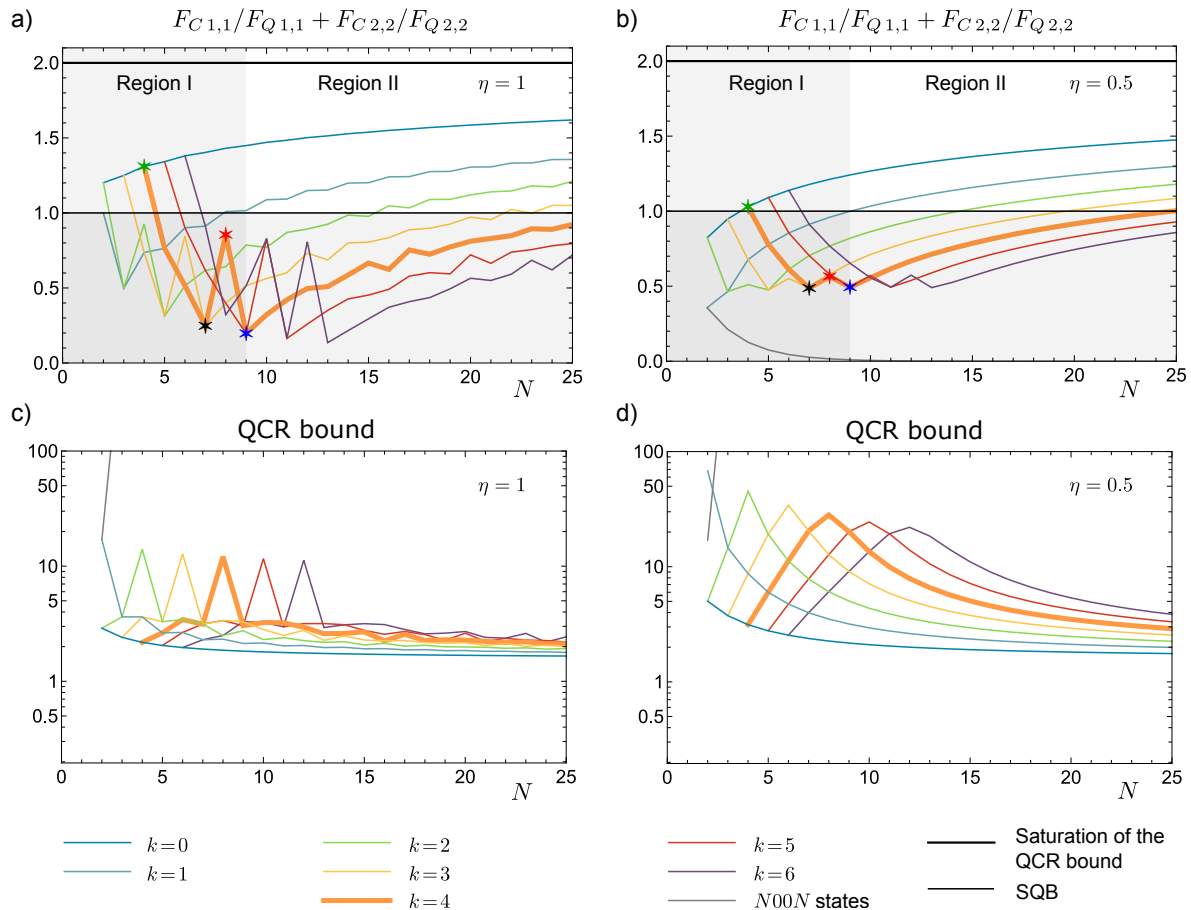 a)
F_{C 1,1}/F_{Q 1,1} + F_{C 2,2}/F_{Q 2,2}
2.0
1.5
1.0
0.5
0.0
Region I
Region II
η = 1
0
5
10
15
20
25
N
b)
F_{C 1,1}/F_{Q 1,1} + F_{C 2,2}/F_{Q 2,2}
2.0
1.5
1.0
0.5
0.0
Region I
Region II
η = 0.5
0
5
10
15
20
25
N
c)
QCR bound
100
50
10
5
1
0.5
η = 1
0
5
10
15
20
25
N
d)
QCR bound
100
50
10
5
1
0.5
η = 0.5
0
5
10
15
20
25
N
k=0
k=1
k=2
k=3
k=4
k=5
k=6
N00N states
Saturation of the
QCR bound
SQB